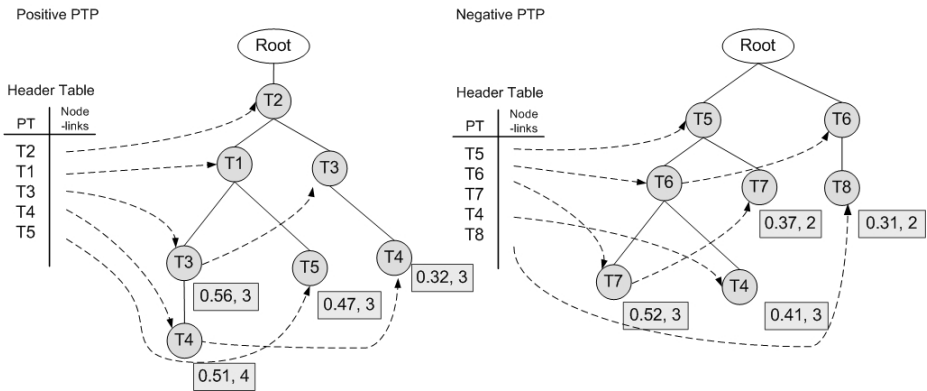 Positive PTP
Root
Header Table
PT
Node
-links
T2
T1
T3
T4
T5
T2
T1
T3
T3
T5
T4
0.32, 3
0.56, 3
0.47, 3
T4
0.51, 4
Negative PTP
Root
Header Table
PT
Node
-links
T5
T6
T7
T4
T8
T5
T6
T6
T7
T8
0.37, 2
0.31, 2
T7
T4
0.52, 3
0.41, 3